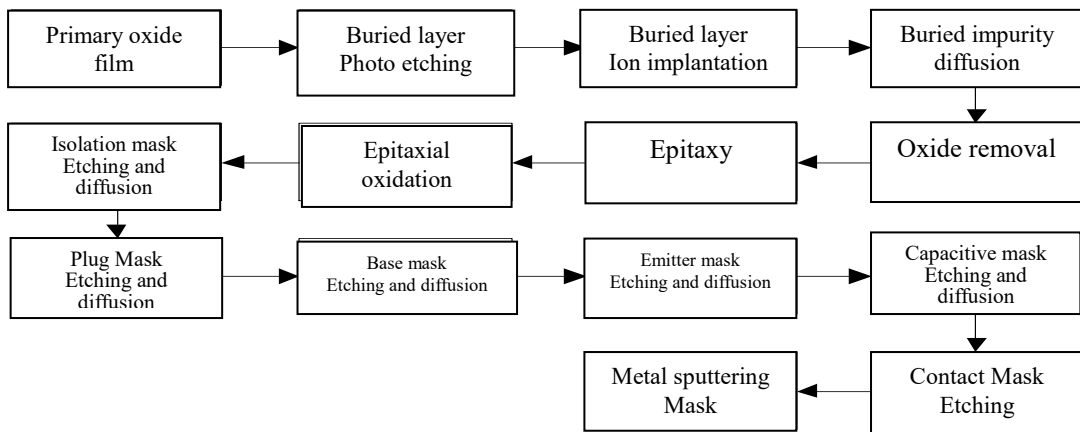 Primary oxide
film
Buried layer
Photo etching
Buried layer
Ion implantation
Buried impurity
diffusion
Oxide removal
Epitaxy
Epitaxial
oxidation
Isolation mask
Etching and
diffusion
Plug Mask
Etching and
diffusion
Base mask
Etching and diffusion
Emitter mask
Etching and diffusion
Capacitive mask
Etching and
diffusion
Contact Mask
Etching
Metal sputtering
Mask